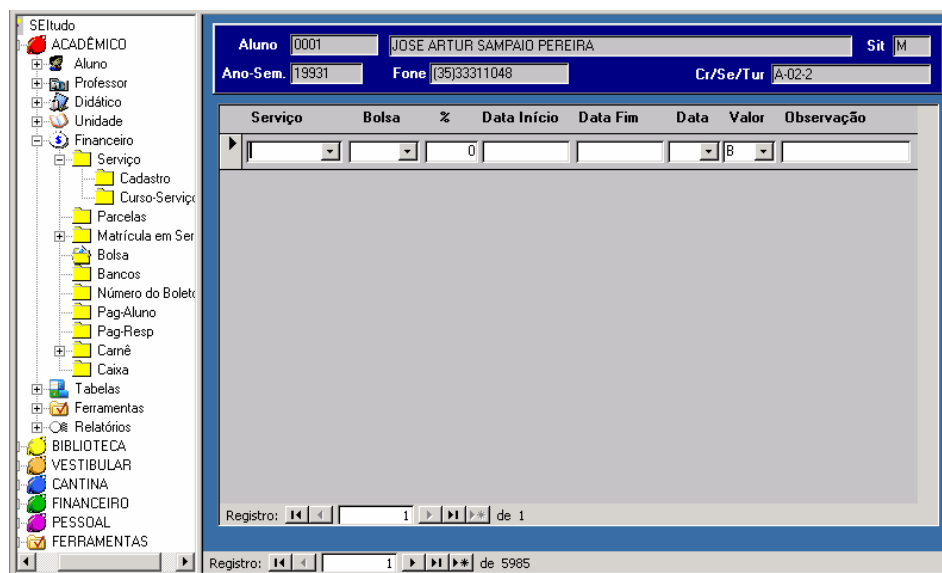 SEItudo
ACADÊMICO
Aluno
Professor
Didático
Unidade
Financeiro
Serviço
Cadastro
Curso-Serviço
Parcelas
Matrícula em Ser
Bolsa
Bancos
Número do Boleto
Pag-Aluno
Pag-Resp
Carnê
Caixa
Tabelas
Ferramentas
Relatórios
BIBLIOTECA
VESTIBULAR
CANTINA
FINANCEIRO
PESSOAL
FERRAMENTAS
Aluno 0001 JOSE ARTUR SAMPAIO PEREIRA Sit M
Ano-Sem. 19931 Fone (35)33311048 Cr/Se/Tur A-02-2
Serviço Bolsa % Data Início Data Fim Data Valor Observação
0 B
Registro: 1 de 1
Registro: 1 de 5985